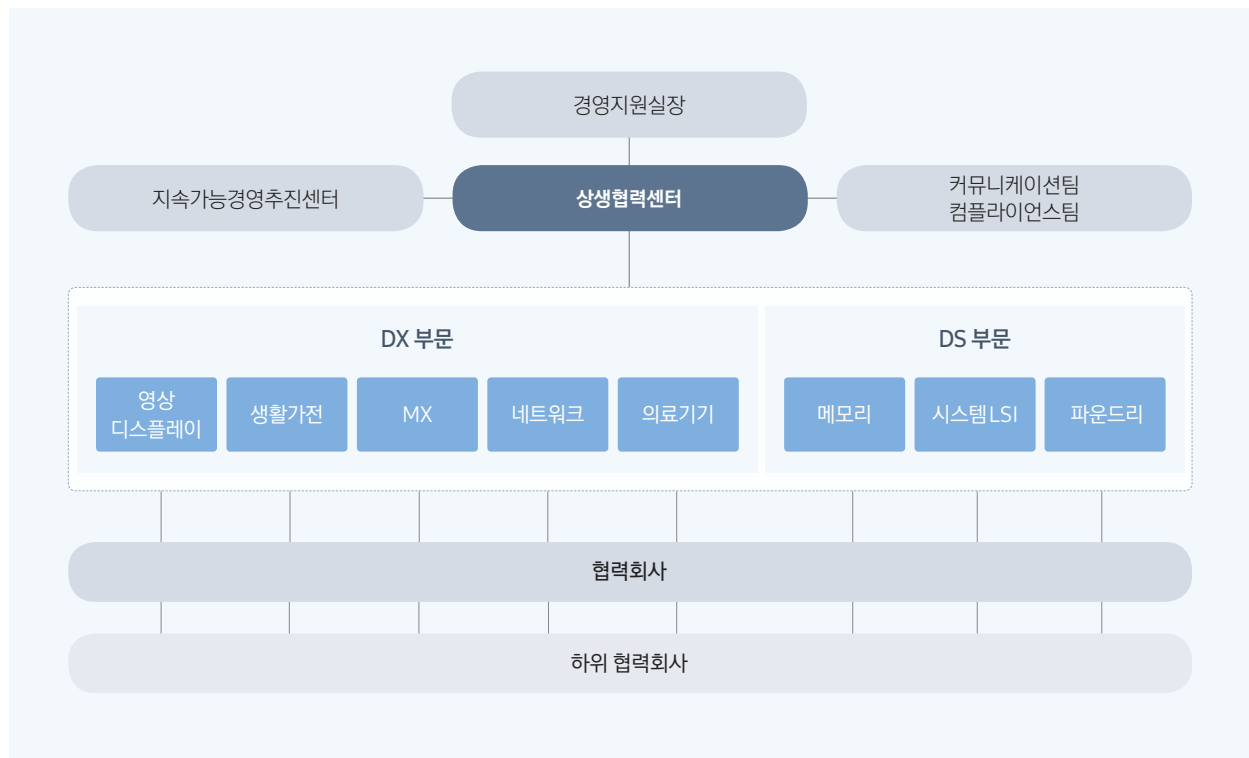 경영지원실장
지속가능경영추진센터
상생협력센터
커뮤니케이션팀
컴플라이언스팀
DX 부문
DS 부문
영상
디스플레이
생활가전
MX
네트워크
의료기기
메모리
시스템 LSI
파운드리
협력회사
하위 협력회사